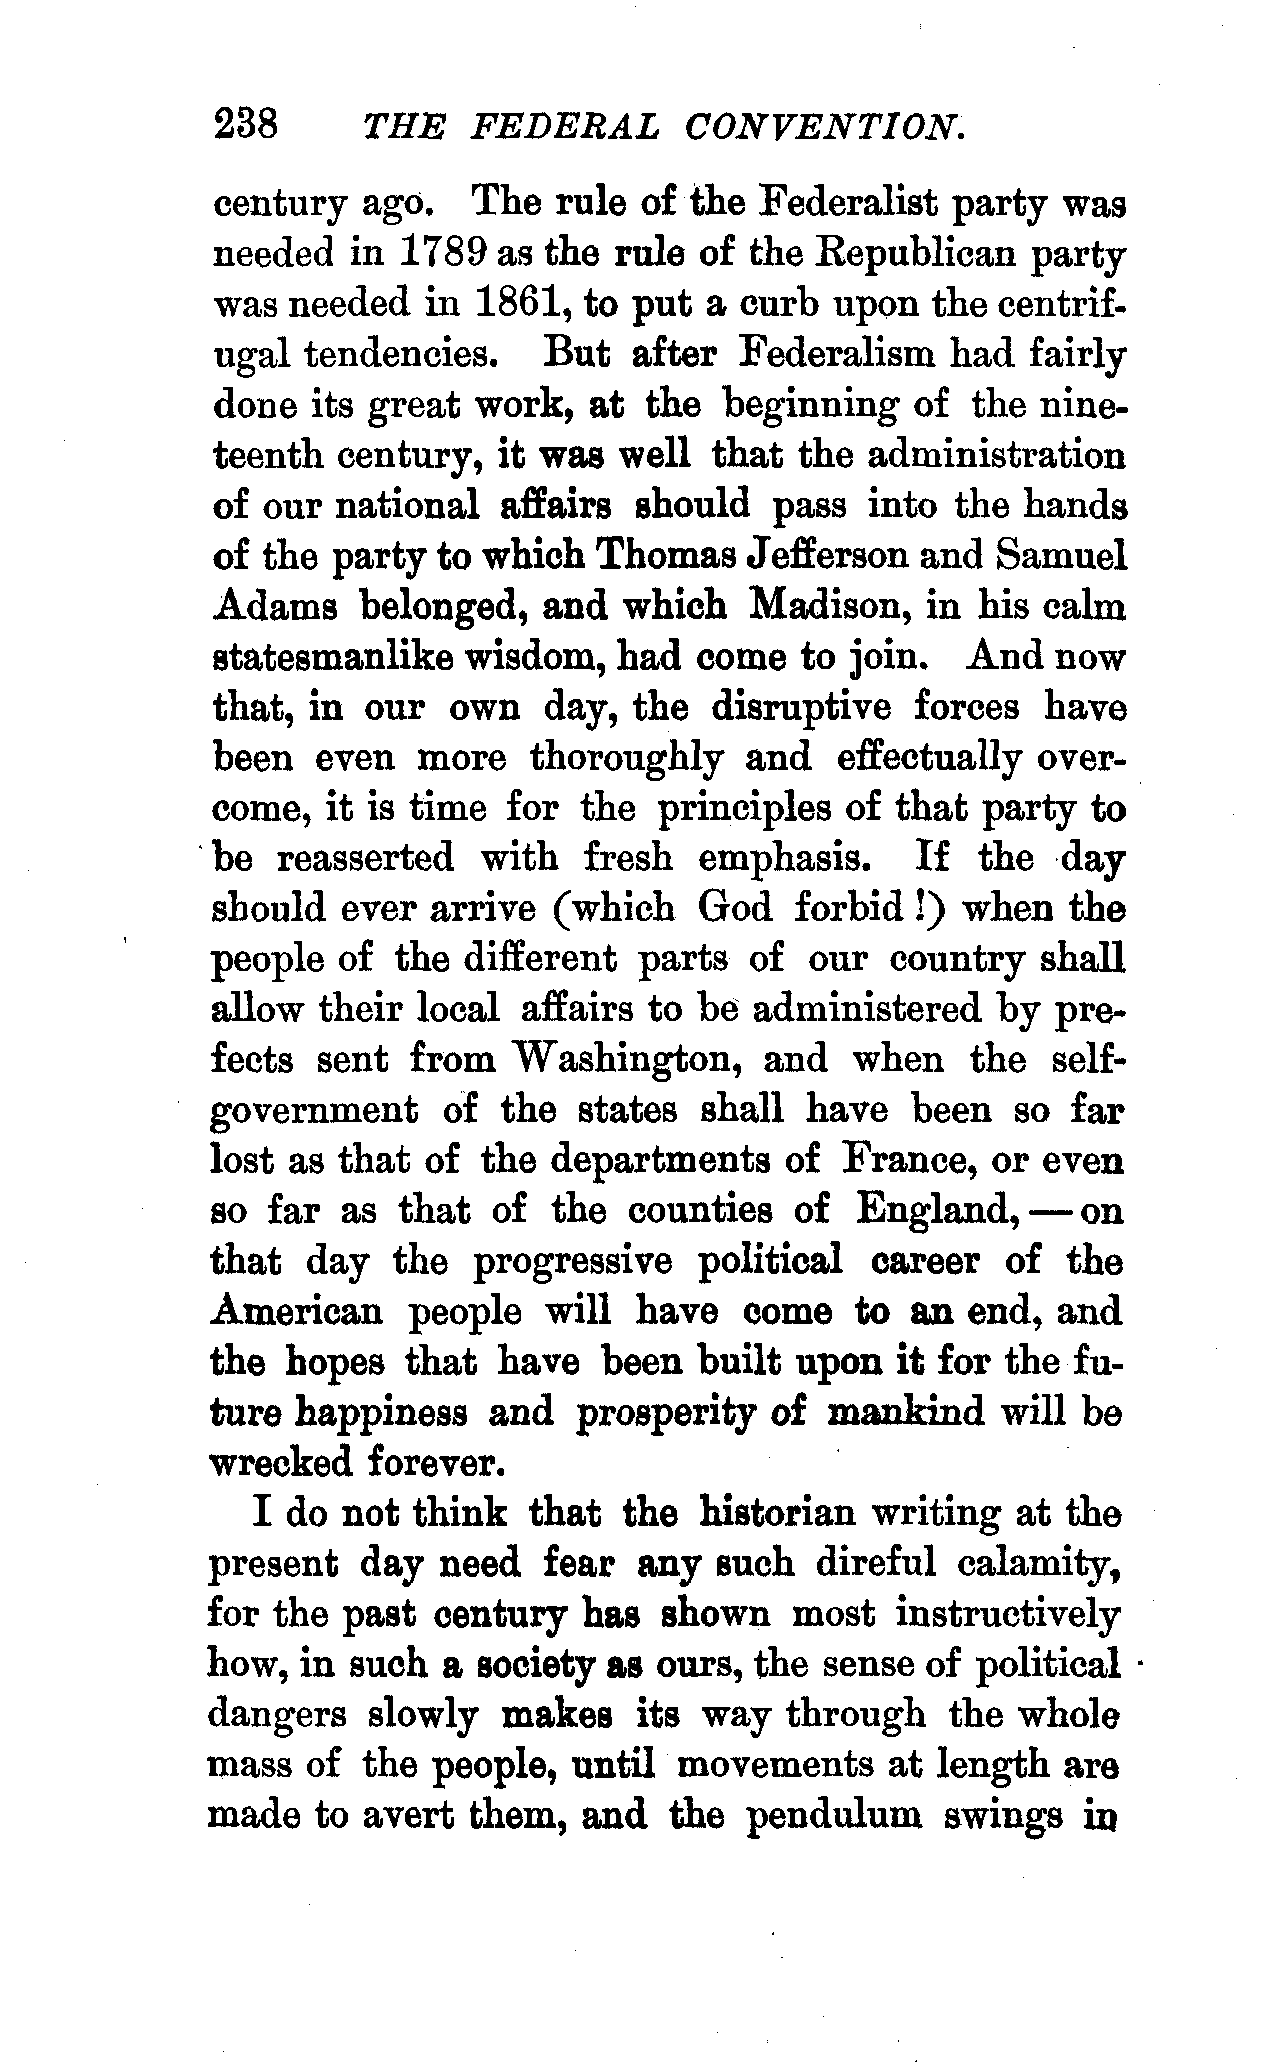 238 THE FEDERAL CONVENTION.
century ago. The rule of the Federalist party was
needed in 1789 as the rule of the Republican party
was needed in 1861, to put a curb upon the centrif-
ugal tendencies. But after Federalism had fairly
done its great work, at the beginning of the nine-
teenth century, it was well that the administration
of our national affairs should pass into the hands
of the party to which Thomas Jefferson and Samuel
Adams belonged, and which Madison, in his calm
statesmanlike wisdom, had come to join. And now
that, in our own day, the disruptive forces have
been even more thoroughly and effectually over-
come, it is time for the principles of that party to
be reasserted with fresh emphasis. If the day
should ever arrive (which God forbid!) when the
people of the different parts of our country shall
allow their local affairs to be administered by pre-
fects sent from Washington, and when the self-
government of the states shall have been so far
lost as that of the departments of France, or even
so far as that of the counties of England, — on
that day the progressive political career of the
American people will have come to an end, and
the hopes that have been built upon it for the fu-
ture happiness and prosperity of mankind will be
wrecked forever.
I do not think that the historian writing at the
present day need fear any such direful calamity,
for the past century has shown most instructively
how, in such a society as ours, the sense of political
dangers slowly makes its way through the whole
mass of the people, until movements at length are
made to avert them, and the pendulum swings in